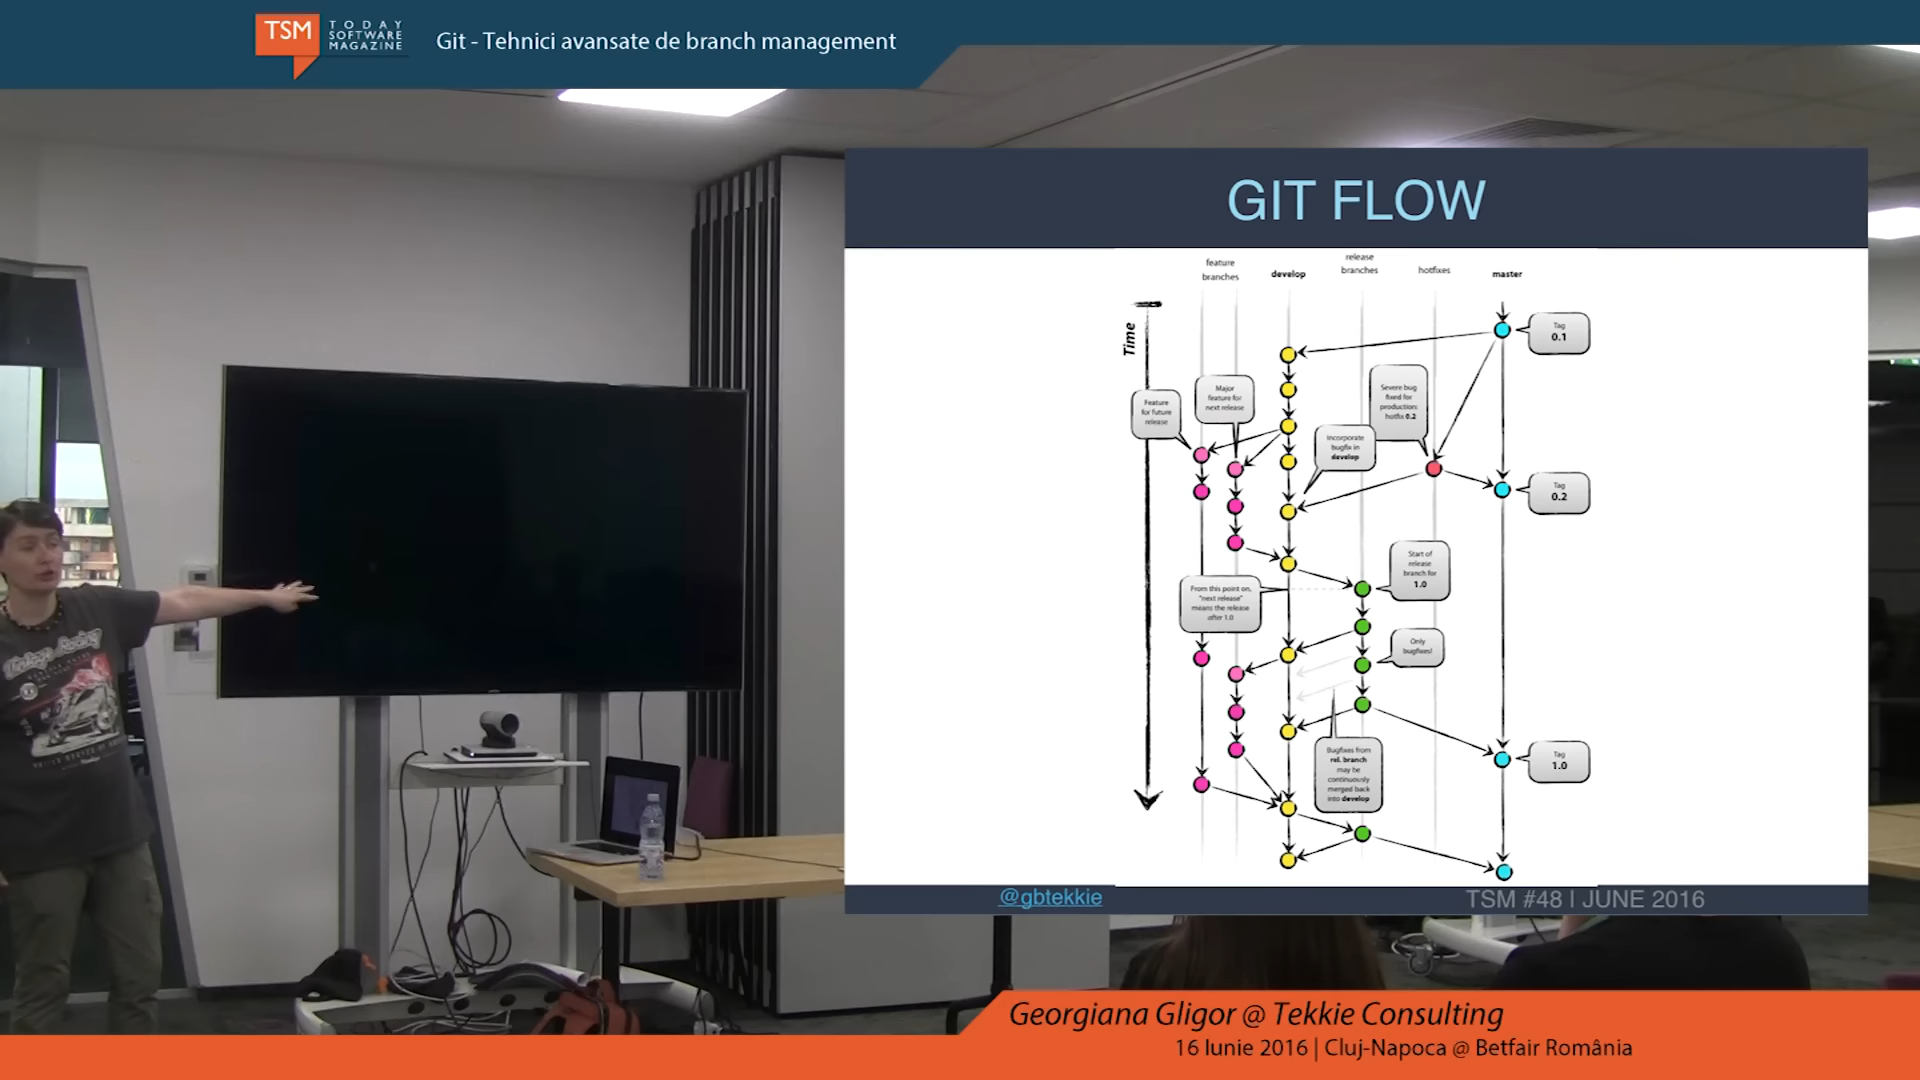 TSM
TODAY
SOFTWARE
MAGAZINE
Git - Tehnici avansate de branch management
GIT FLOW
feature
branches
develop
release
branches
hotfixes
master
Time
Tag
0.1
Major
feature for
next release
Feature
for future
release
Severe bug
fixed for
production:
hotfix 0.2
Incorporate
bugfix in
develop
Tag
0.2
Start of
release
branch for
1.0
From this point on,
"next release"
means the release
after 1.0
Only
bugfixes!
Bugfixes from
rel. branch
may be
continuously
merged back
into develop
Tag
1.0
@gbtekkie
TSM #48 | JUNE 2016
Georgiana Gligor @ Tekkie Consulting
16 Iunie 2016 | Cluj-Napoca @ Betfair România